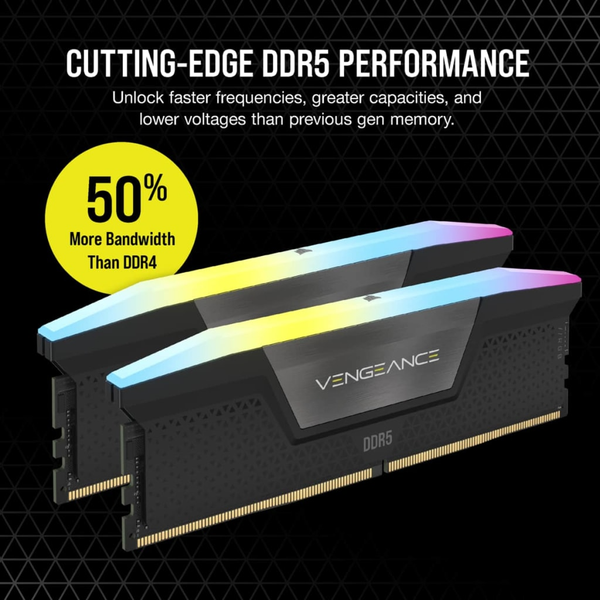 CUTTING-EDGE DDR5 PERFORMANCE
Unlock faster frequencies, greater capacities, and
lower voltages than previous gen memory.
50%
More Bandwidth
Than DDR4
VENGEANCE
DDR5